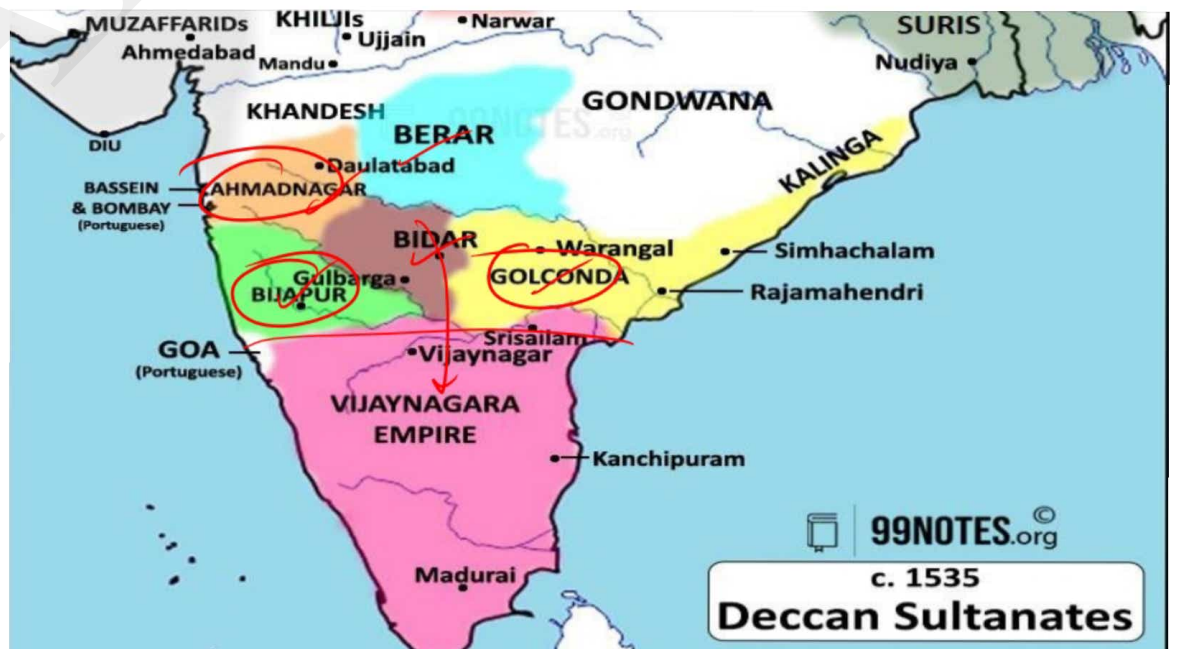 MUZAFFARIDs
KHILJIs
Narwar
SURIS
Ahmedabad
Ujjain
Mandu
Nudiya
KHANDESH
GONDWANA
99NOTES.org
BERAR
DIU
KALINGA
Daulatabad
BASSEIN
& BOMBAY
(Portuguese)
AHMADNAGAR
BIDAR
Warangal
Simhachalam
Gulbarga
GOLCONDA
BIJAPUR
Rajamahendri
GOA
(Portuguese)
Srisailam
Vijaynagar
VIJAYNAGARA
EMPIRE
Kanchipuram
99NOTES.org
©
Madurai
c. 1535
Deccan Sultanates